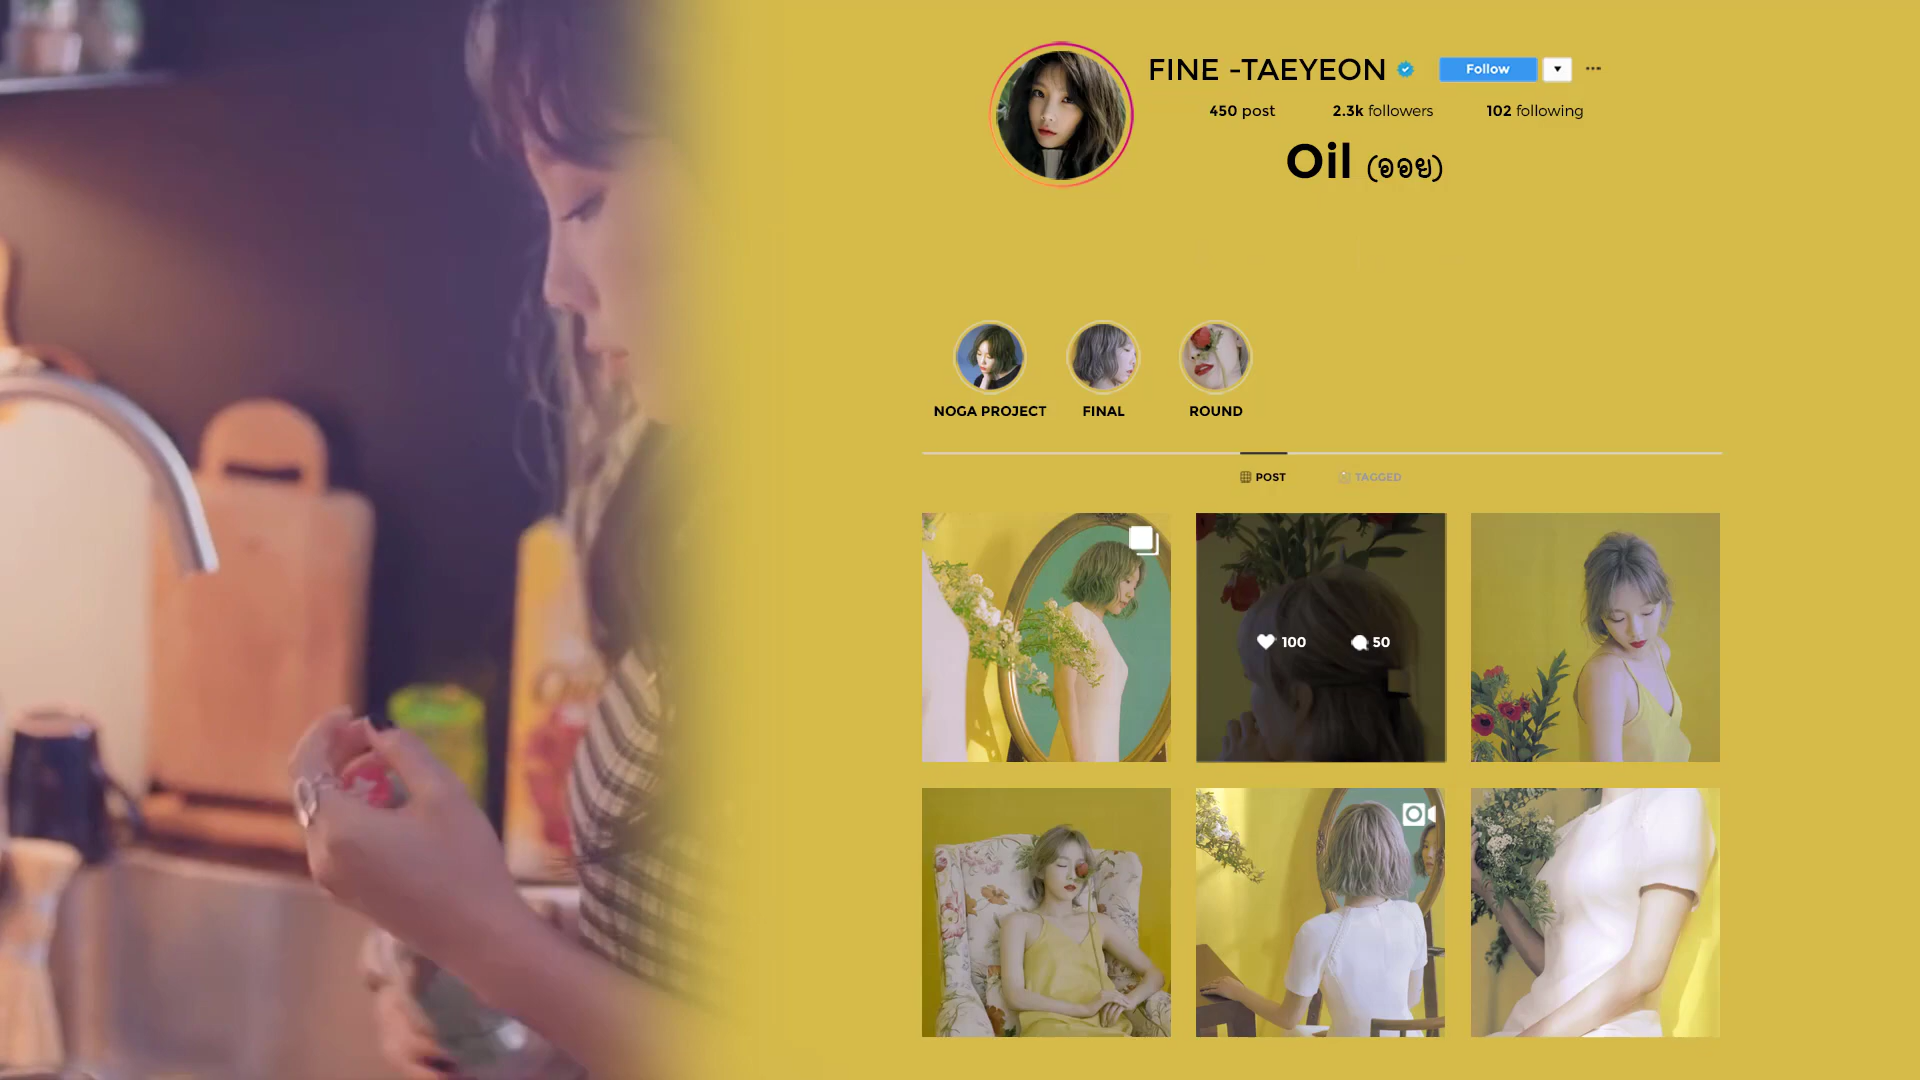 FINE -TAEYEON
Follow
450 post 2.3k followers 102 following
Oil (ออย)
NOGA PROJECT FINAL ROUND
POST TAGGED
100 50